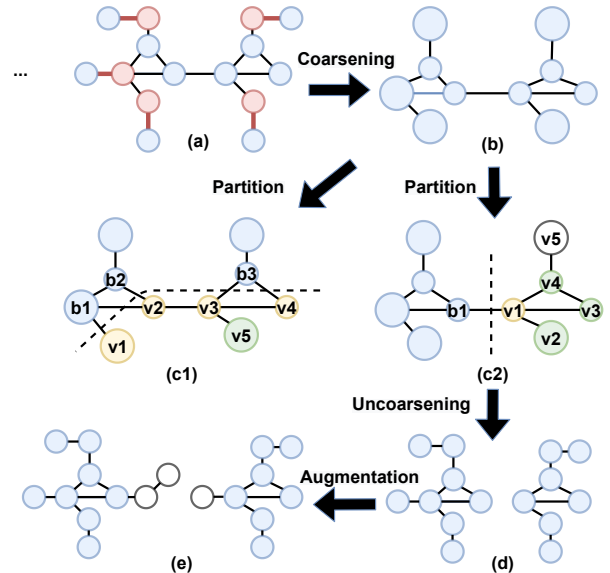 ...
Coarsening
(a)
(b)
Partition
Partition
b2
b3
v5
v4
b1
v2
v3
v4
b1
v1
v3
v1
v5
v2
(c1)
(c2)
Uncoarsening
Augmentation
(e)
(d)